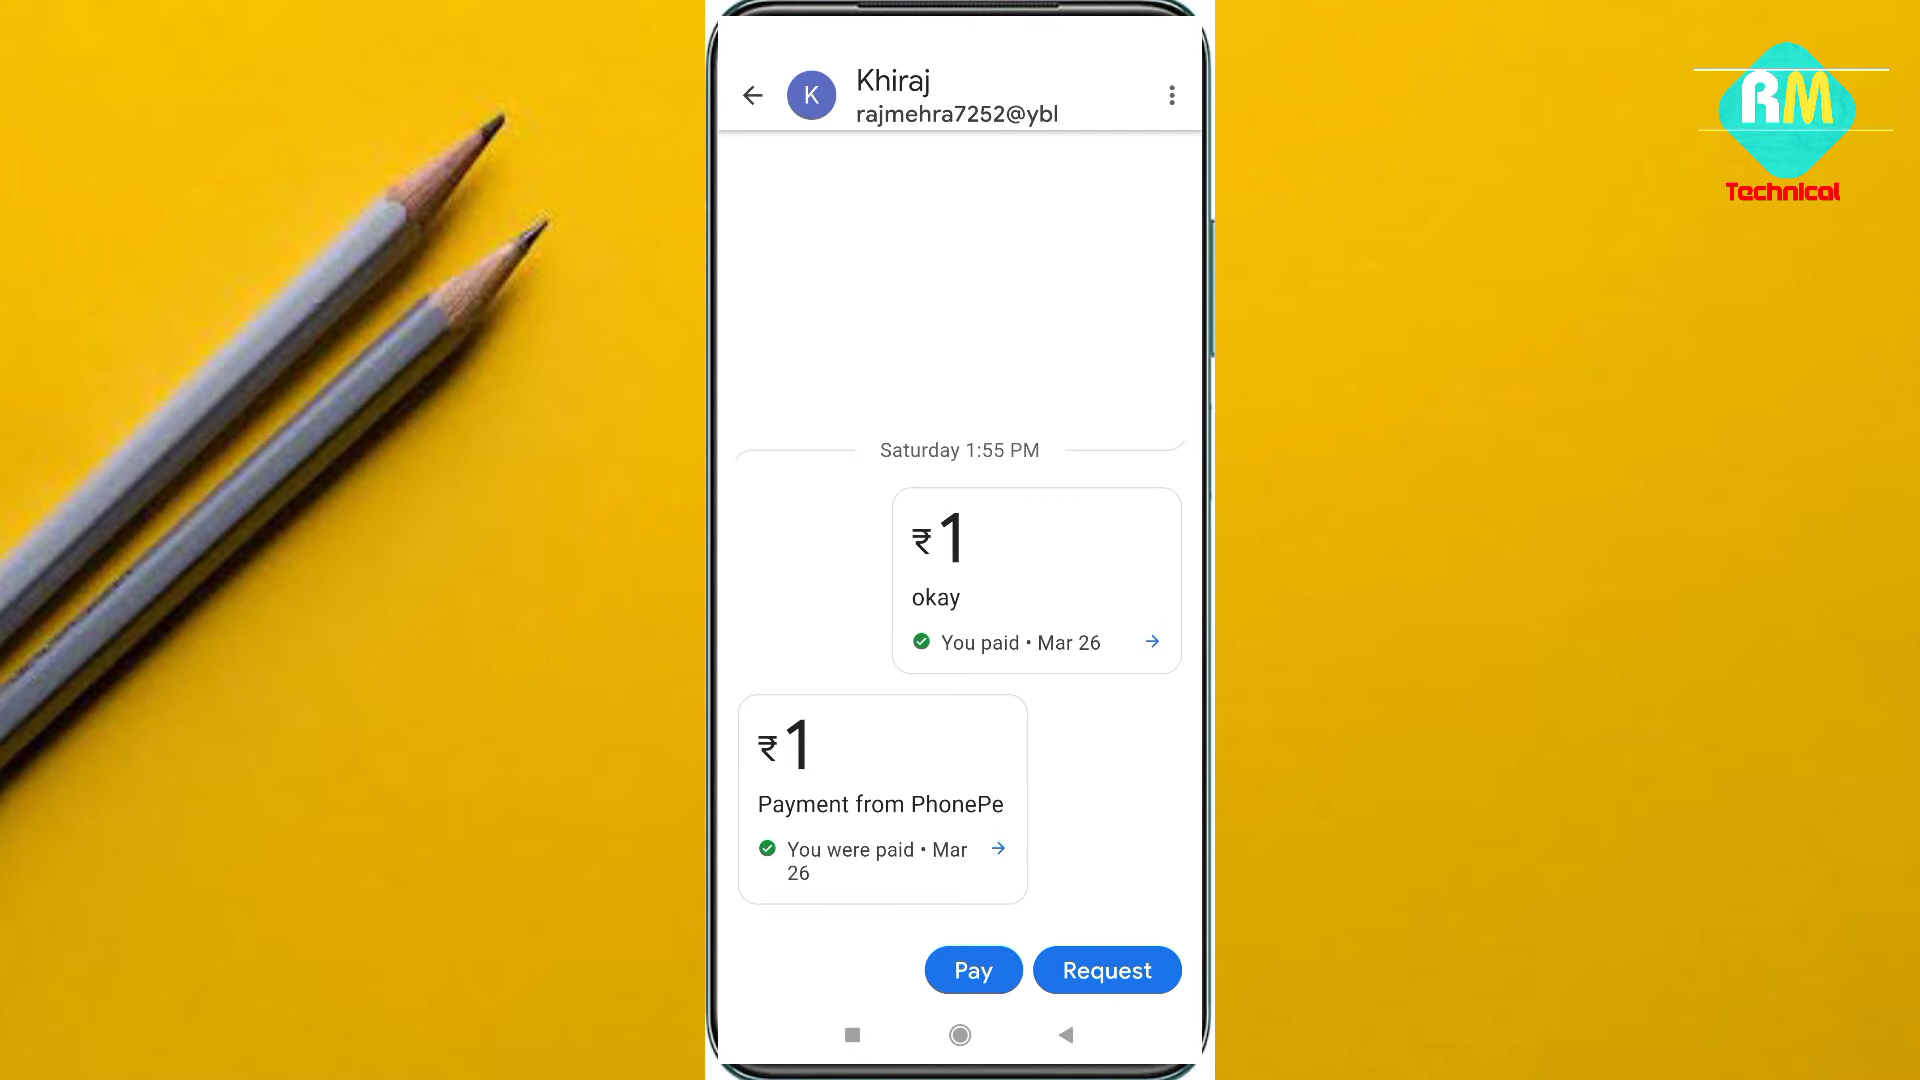 Khiraj
K
rajmehra7252@ybl
RM
Technical
Saturday 1:55 PM
₹1
okay
You paid • Mar 26
₹1
Payment from PhonePe
You were paid • Mar
26
Pay
Request